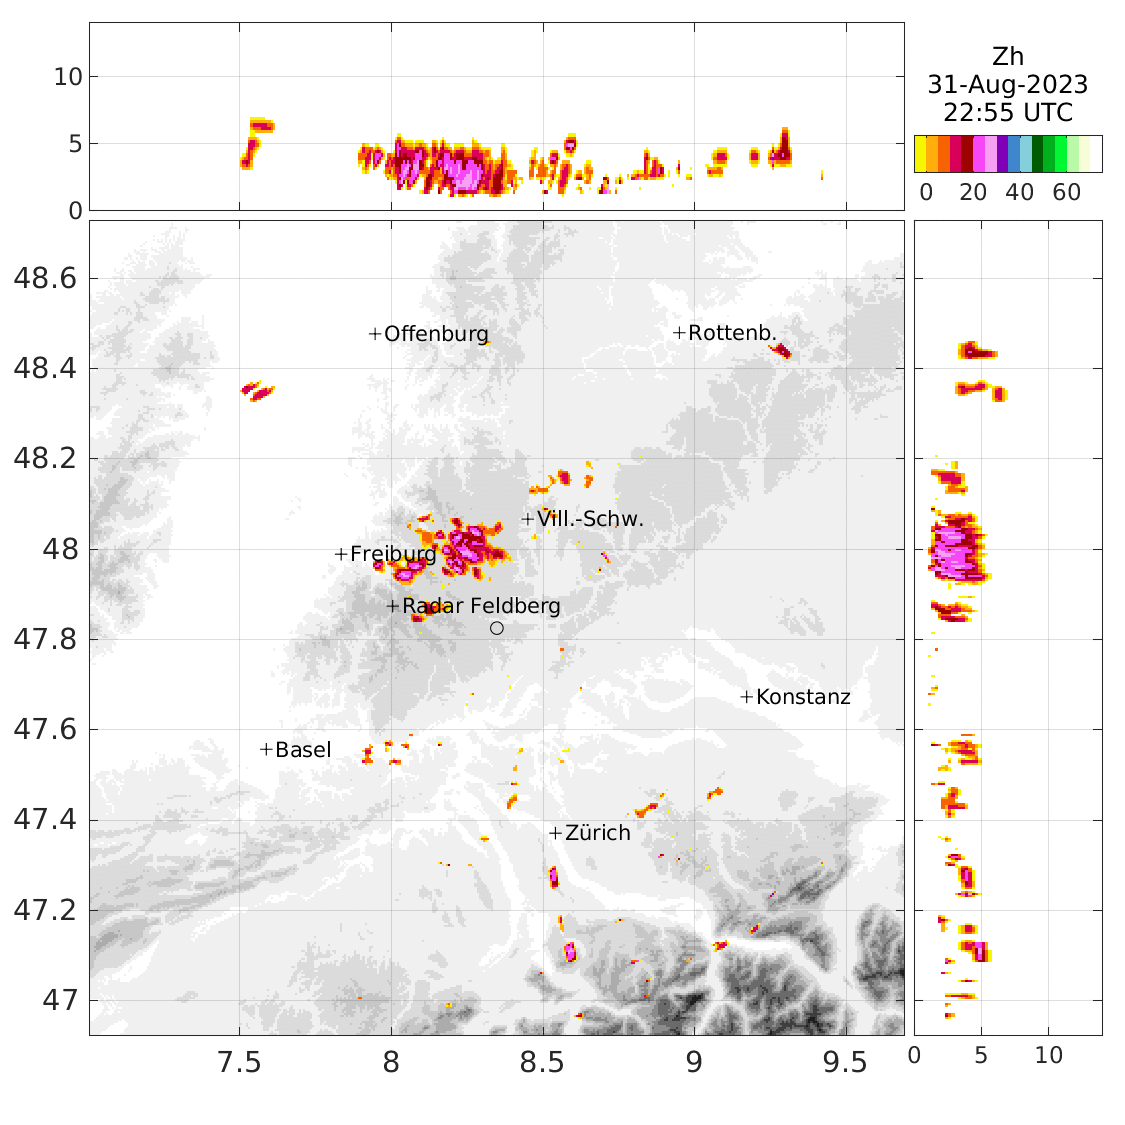 Zh
31-Aug-2023
22:55 UTC
0 20 40 60
10
5
0
48.6
48.4
48.2
48
47.8
47.6
47.4
47.2
47
+Offenburg
+Rottenb.
+Vill.-Schw.
+Freiburg
+Radar Feldberg
+Konstanz
+Basel
+Zürich
7.5 8 8.5 9 9.5
0 5 10